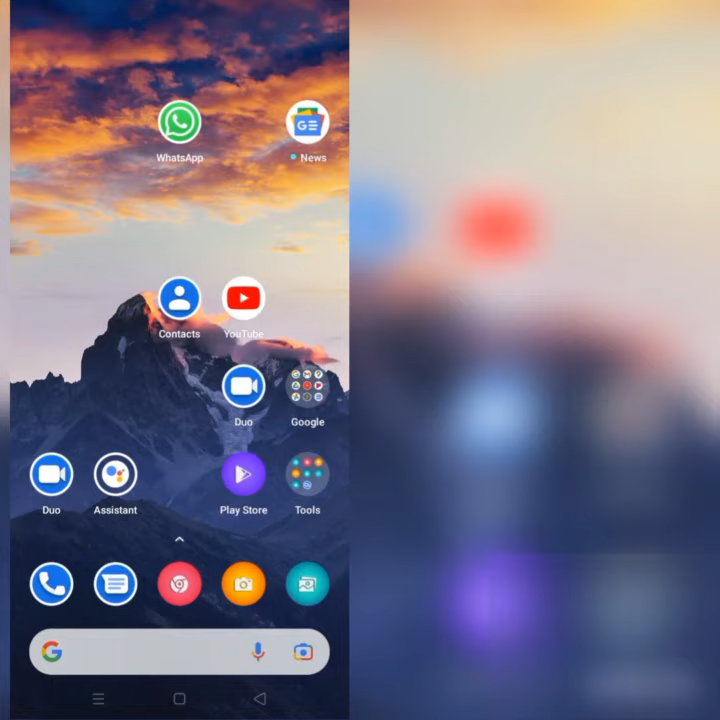 WhatsApp
News
Contacts
YouTube
Duo
Google
Duo
Assistant
Play Store
Tools